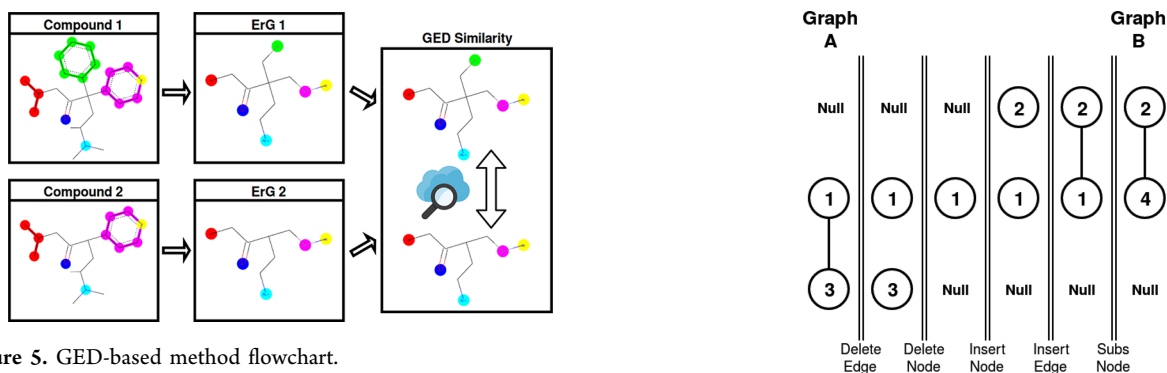 Compound 1
ErG 1
GED Similarity
Compound 2
ErG 2
ure 5. GED-based method flowchart.
Graph A
Graph B
Null Null Null 2 2 2
1 1 1 1 1 4
3 3 Null Null Null Null
Delete Edge
Delete Node
Insert Node
Insert Edge
Subs Node